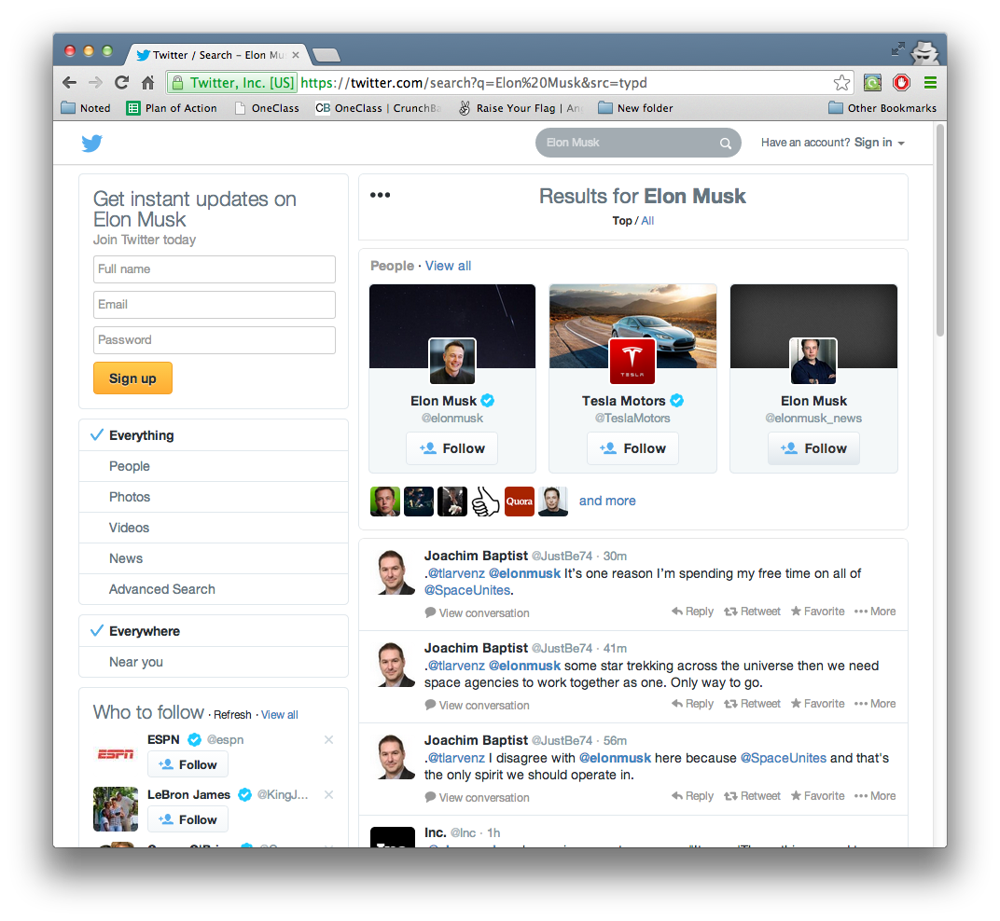 Twitter / Search – Elon Mu
Twitter, Inc. [US] https://twitter.com/search?q=Elon%20Musk&src=typd
Noted Plan of Action OneClass CB OneClass | CrunchBa Raise Your Flag | An New folder Other Bookmarks
Elon Musk
Have an account? Sign in
Get instant updates on
Elon Musk
Join Twitter today
Full name
Email
Password
Sign up
Everything
People
Photos
Videos
News
Advanced Search
Everywhere
Near you
Who to follow · Refresh · View all
ESPN @espn
ESPN
Follow
LeBron James @KingJ...
Follow
Results for Elon Musk
Top / All
People · View all
TESLA
Elon Musk
@elonmusk
Follow
Tesla Motors
@TeslaMotors
Follow
Elon Musk
@elonmusk_news
Follow
Quora
and more
Joachim Baptist @JustBe74 · 30m
.@tlarvenz @elonmusk It's one reason I'm spending my free time on all of
@SpaceUnites.
View conversation
Reply Retweet Favorite More
Joachim Baptist @JustBe74 · 41m
.@tlarvenz @elonmusk some star trekking across the universe then we need
space agencies to work together as one. Only way to go.
View conversation
Reply Retweet Favorite More
Joachim Baptist @JustBe74 · 56m
.@tlarvenz I disagree with @elonmusk here because @SpaceUnites and that's
the only spirit we should operate in.
View conversation
Reply Retweet Favorite More
Inc. @Inc · 1h